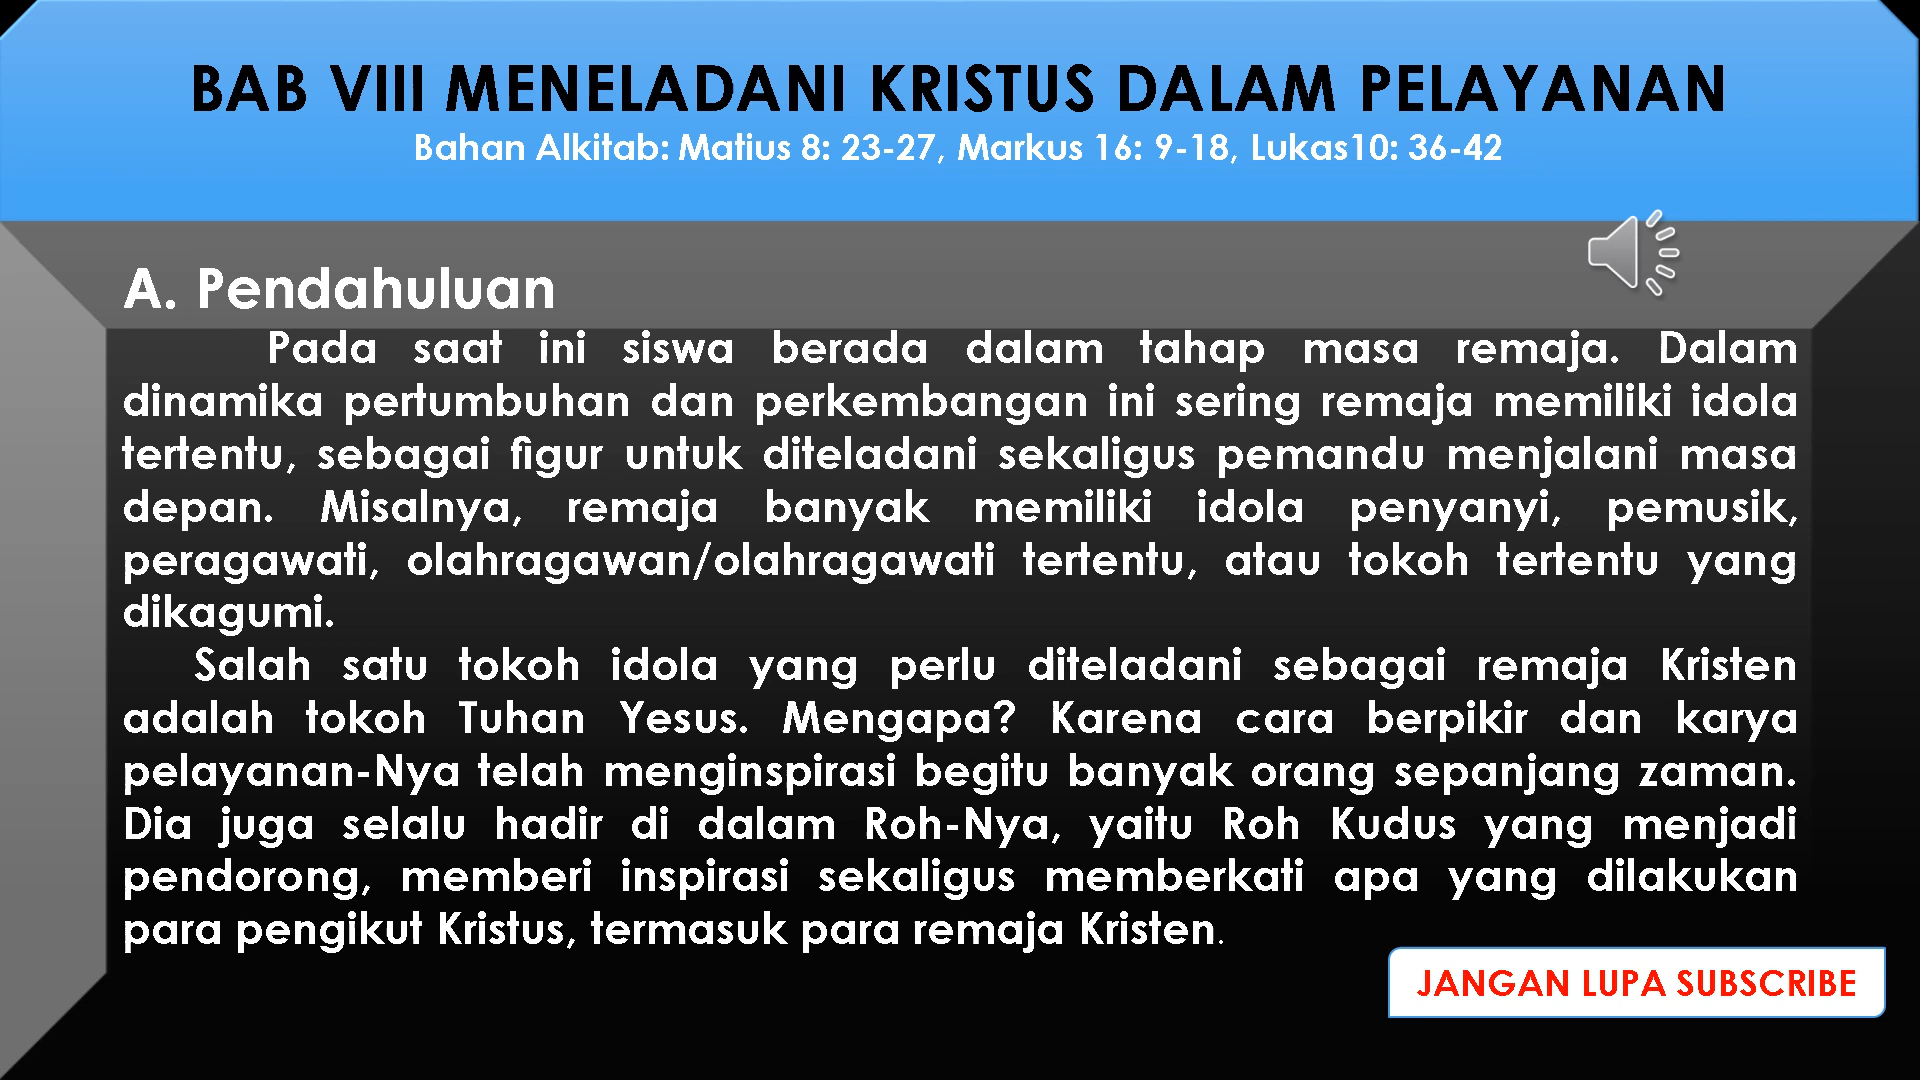 BAB VIII MENELADANI KRISTUS DALAM PELAYANAN
Bahan Alkitab: Matius 8: 23-27, Markus 16: 9-18, Lukas10: 36-42
A. Pendahuluan
Pada saat ini siswa berada dalam tahap masa remaja. Dalam
dinamika pertumbuhan dan perkembangan ini sering remaja memiliki idola
tertentu, sebagai figur untuk diteladani sekaligus pemandu menjalani masa
depan. Misalnya, remaja banyak memiliki idola penyanyi, pemusik,
peragawati, olahragawan/olahragawati tertentu, atau tokoh tertentu yang
dikagumi.
Salah satu tokoh idola yang perlu diteladani sebagai remaja Kristen
adalah tokoh Tuhan Yesus. Mengapa? Karena cara berpikir dan karya
pelayanan-Nya telah menginspirasi begitu banyak orang sepanjang zaman.
Dia juga selalu hadir di dalam Roh-Nya, yaitu Roh Kudus yang menjadi
pendorong, memberi inspirasi sekaligus memberkati apa yang dilakukan
para pengikut Kristus, termasuk para remaja Kristen.
JANGAN LUPA SUBSCRIBE